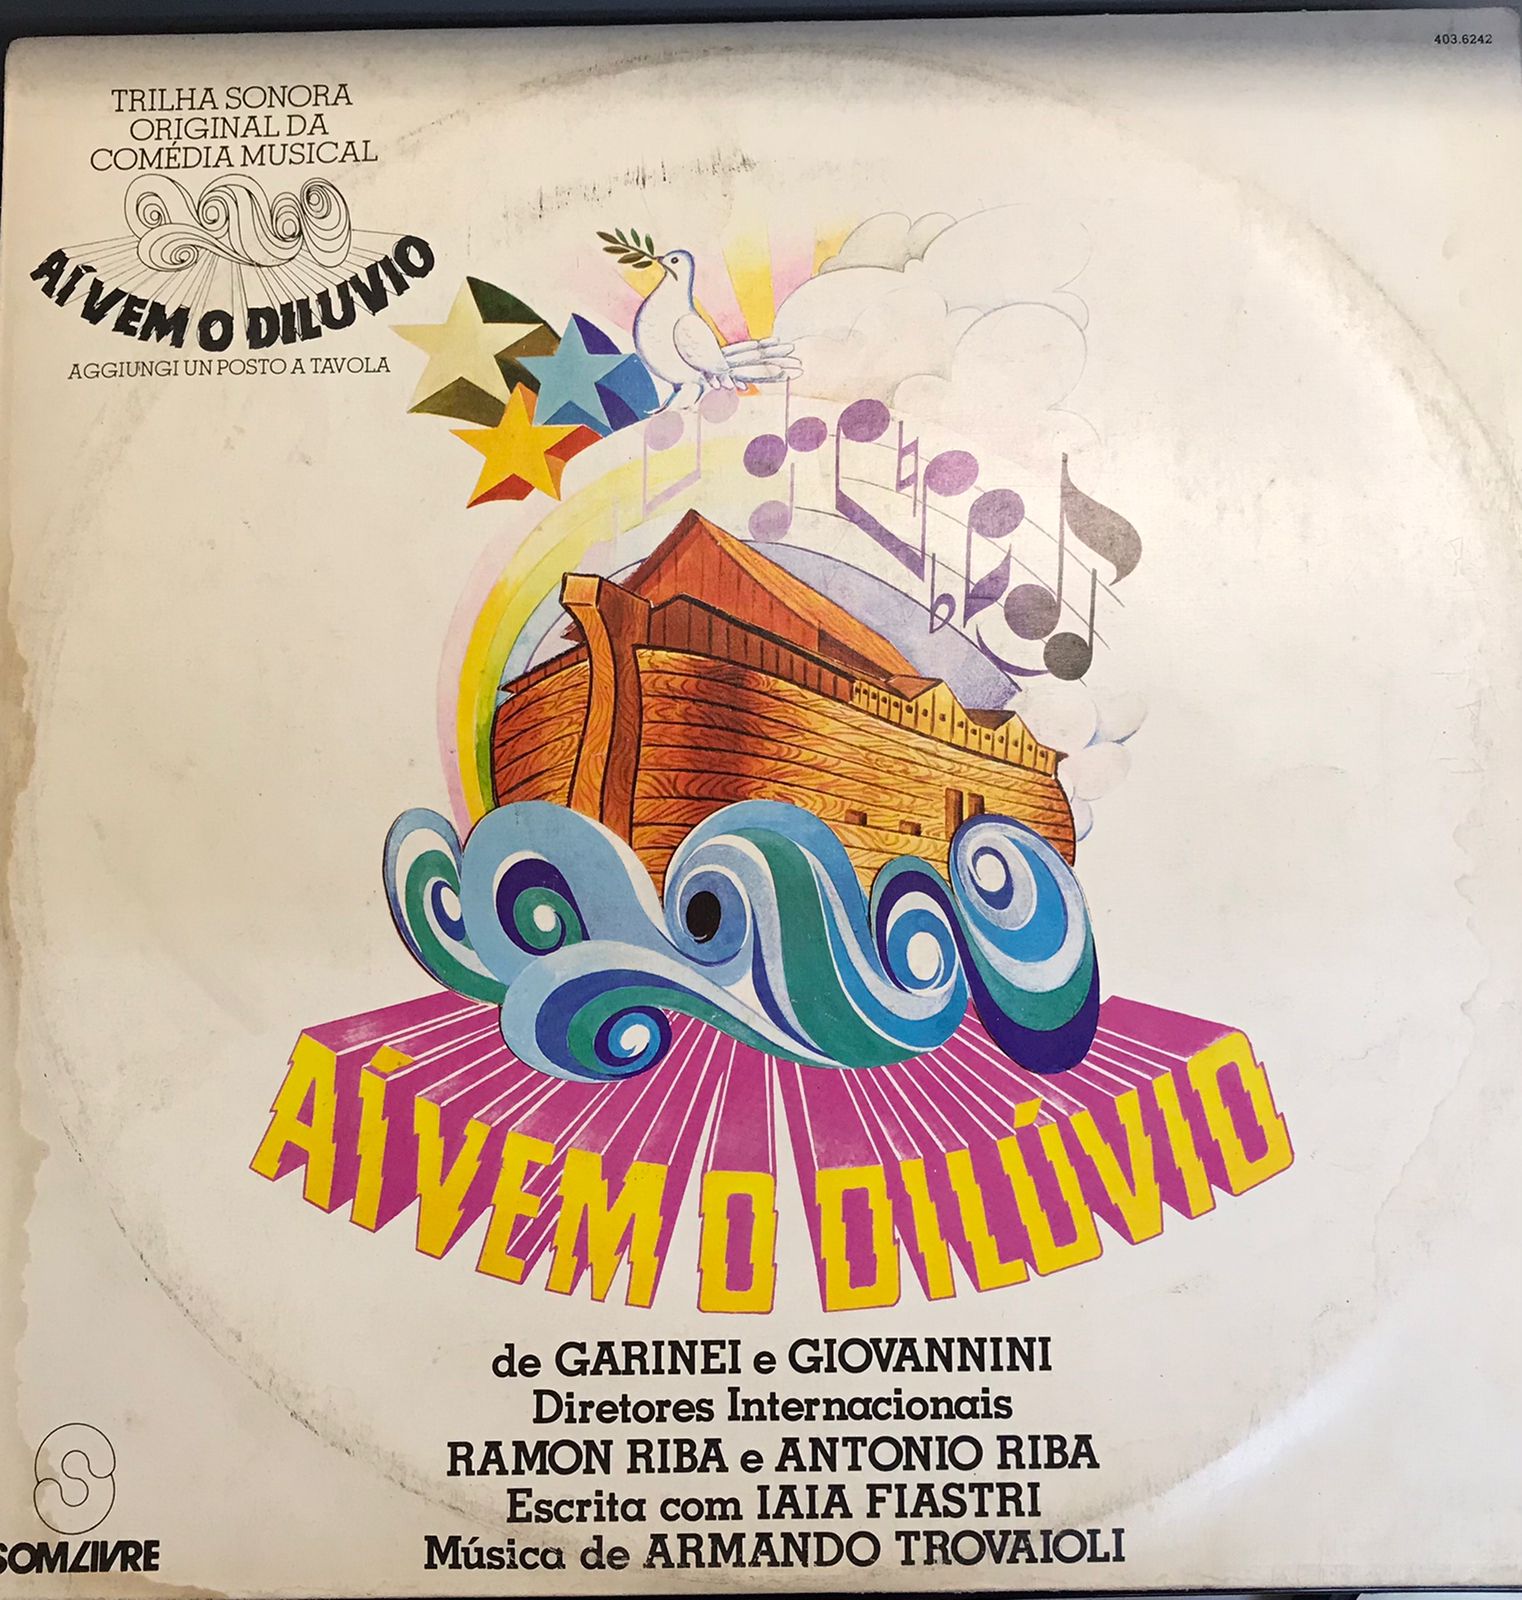 403.6242
TRILHA SONORA
ORIGINAL DA
COMÉDIA MUSICAL
AÍ VEM O DILUVIO
AGGIUNGI UN POSTO A TAVOLA
AÍ VEM O DILÚVIO
de GARINEI e GIOVANNINI
Diretores Internacionais
RAMON RIBA e ANTONIO RIBA
Escrita com IAIA FIASTRI
Música de ARMANDO TROVAIOLI
SOM LIVRE